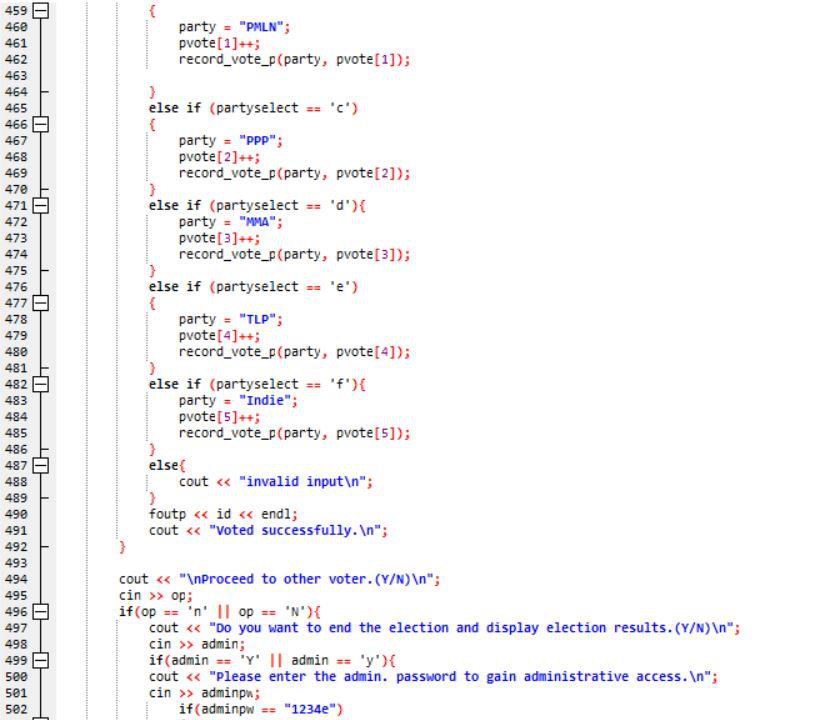 459 {
460 party = "PMLN";
461 pvote[1]++;
462 record_vote_p(party, pvote[1]);
463
464 }
465 else if (partyselect == 'c')
466 {
467 party = "PPP";
468 pvote[2]++;
469 record_vote_p(party, pvote[2]);
470 }
471 else if (partyselect == 'd'){
472 party = "MMA";
473 pvote[3]++;
474 record_vote_p(party, pvote[3]);
475 }
476 else if (partyselect == 'e')
477 {
478 party = "TLP";
479 pvote[4]++;
480 record_vote_p(party, pvote[4]);
481 }
482 else if (partyselect == 'f'){
483 party = "Indie";
484 pvote[5]++;
485 record_vote_p(party, pvote[5]);
486 }
487 else{
488 cout << "invalid input\n";
489 }
490 foutp << id << endl;
491 cout << "Voted successfully.\n";
492 }
493
494 cout << "\nProceed to other voter.(Y/N)\n";
495 cin >> op;
496 if(op == 'n' || op == 'N'){
497 cout << "Do you want to end the election and display election results.(Y/N)\n";
498 cin >> admin;
499 if(admin == 'Y' || admin == 'y'){
500 cout << "Please enter the admin. password to gain administrative access.\n";
501 cin >> adminpw;
502 if(adminpw == "1234e")